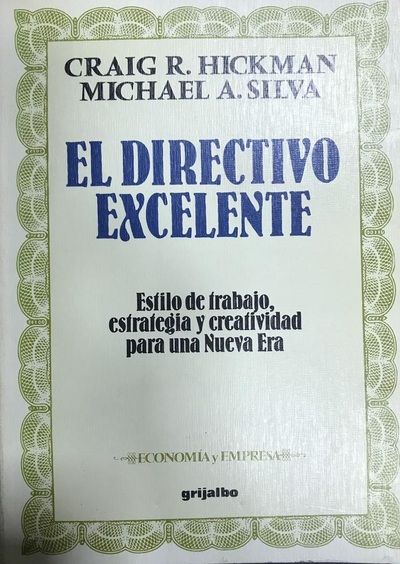 CRAIG R. HICKMAN
MICHAEL A. SILVA
EL DIRECTIVO
EXCELENTE
Estilo de trabajo,
estrategia y creatividad
para una Nueva Era
ECONOMÍA y EMPRESA
grijalbo